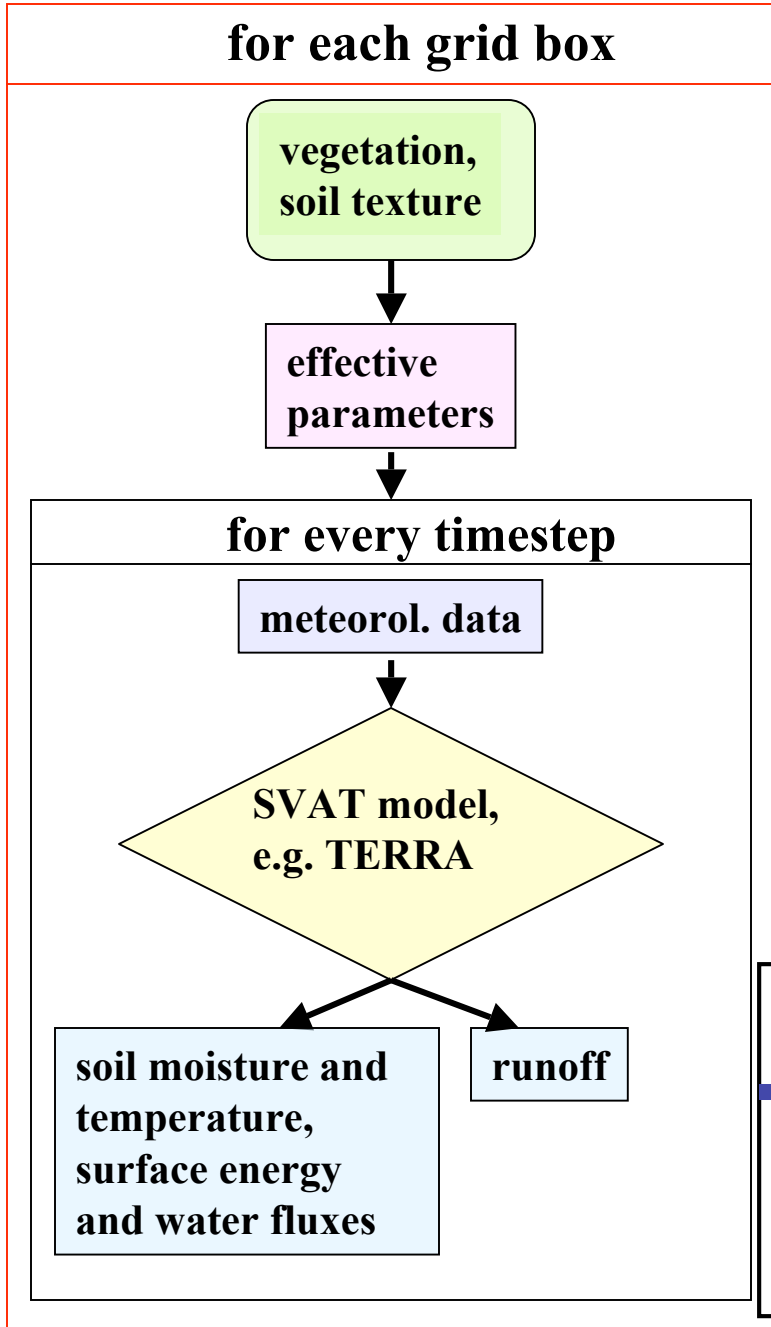 for each grid box
vegetation,
soil texture
effective
parameters
for every timestep
meteorol. data
SVAT model,
e.g. TERRA
soil moisture and
temperature,
surface energy
and water fluxes
runoff